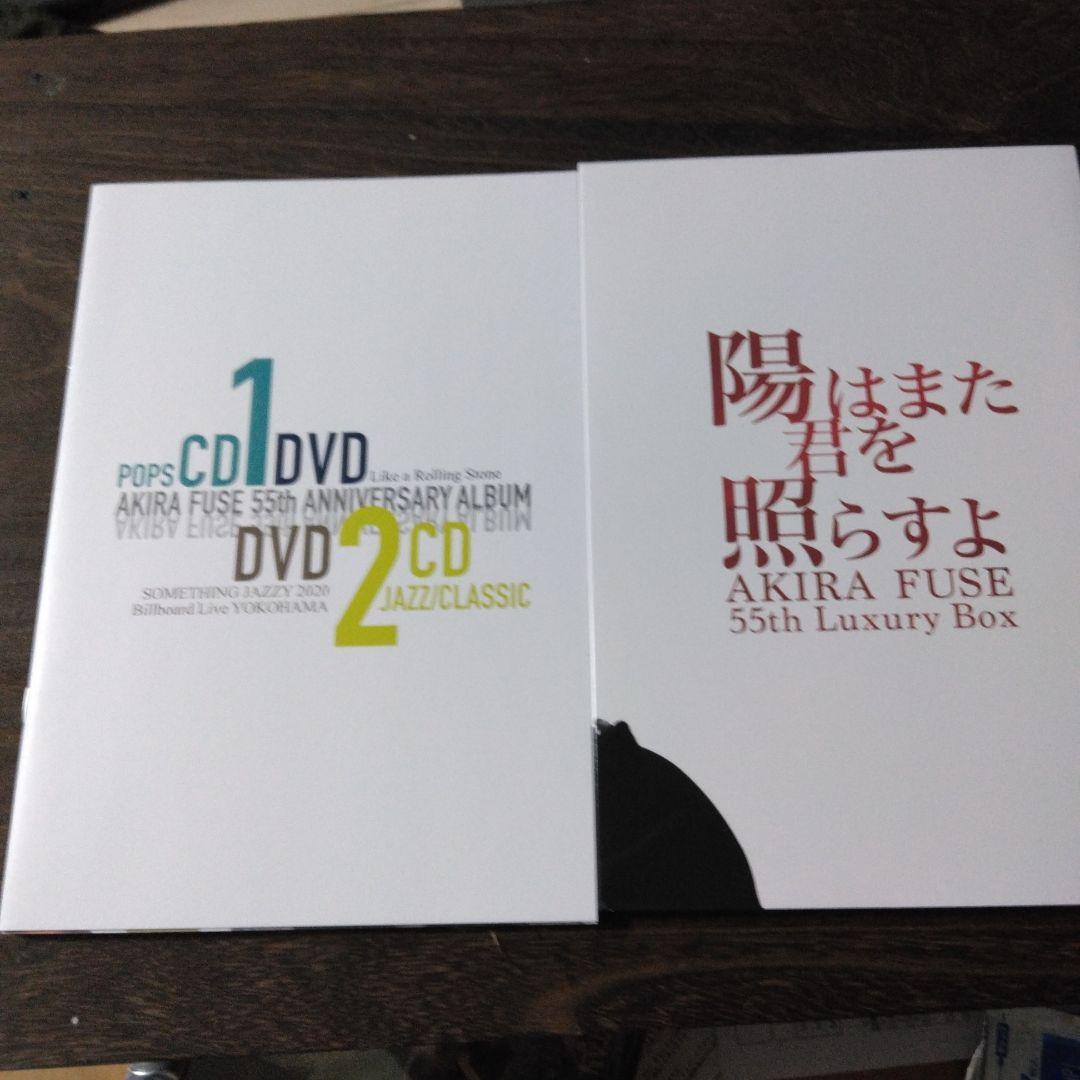 POPS CD 1 DVD Like a Rolling Stone
AKIRA FUSE 55th ANNIVERSARY ALBUM
DVD 2 CD
SOMETHING JAZZY 2020
Billboard Live YOKOHAMA
JAZZ/CLASSIC
陽はまた
君を
照らすよ
AKIRA FUSE
55th Luxury Box